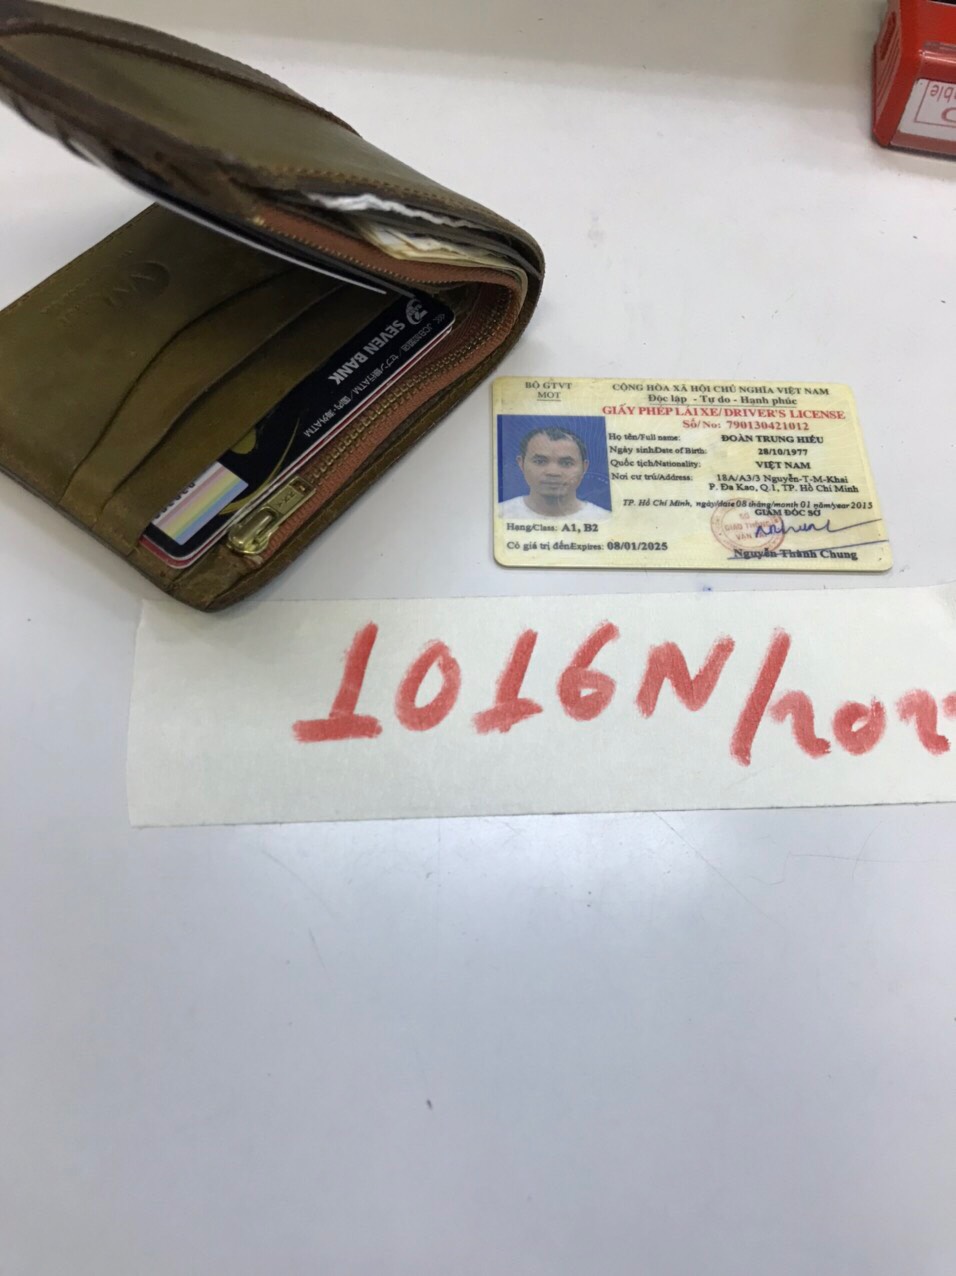 SEVEN BANK
BỘ GTVT
MOT
CỘNG HÒA XÃ HỘI CHỦ NGHĨA VIỆT NAM
Độc lập - Tự do - Hạnh phúc
GIẤY PHÉP LÁI XE/DRIVER'S LICENSE
Số/No: 790130421012
Họ tên/Full name: ĐOÀN TRUNG HIẾU
Ngày sinh/Date of Birth: 28/10/1977
Quốc tịch/Nationality: VIỆT NAM
Nơi cư trú/Address: 18A/A3/3 Nguyễn-T-M-Khai
P. Đa Kao, Q.1, TP. Hồ Chí Minh
TP. Hồ Chí Minh, ngày/date 08 tháng/month 01 năm/year 2015
GIÁM ĐỐC SỞ
Hạng/Class: A1, B2
Có giá trị đến/Expires: 08/01/2025
Nguyễn Thành Chung
1016N/202